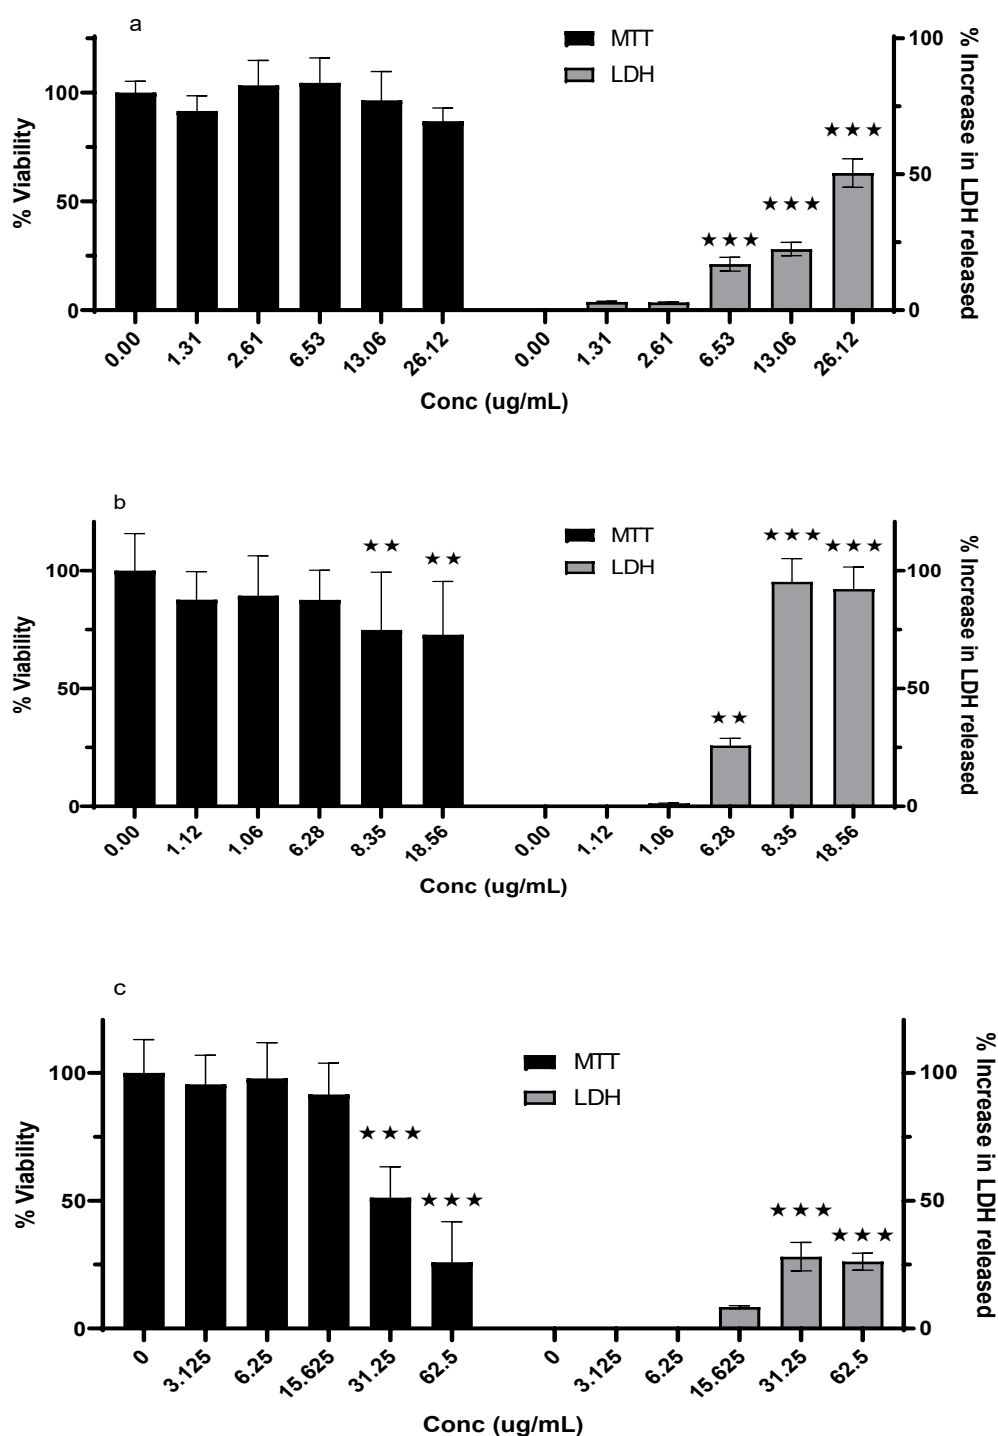 a
MTT
LDH
% Viability
100
50
0
% Increase in LDH released
100
50
0
★★★
★★★
★★★
0.00 1.31 2.61 6.53 13.06 26.12 0.00 1.31 2.61 6.53 13.06 26.12
Conc (ug/mL)
b
MTT
LDH
% Viability
100
50
0
% Increase in LDH released
100
50
0
★★
★★
★★
★★★
★★★
0.00 1.12 1.06 6.28 8.35 18.56 0.00 1.12 1.06 6.28 8.35 18.56
Conc (ug/mL)
c
MTT
LDH
% Viability
100
50
0
% Increase in LDH released
100
50
0
★★★
★★★
★★★
★★★
0 3.125 6.25 15.625 31.25 62.5 0 3.125 6.25 15.625 31.25 62.5
Conc (ug/mL)